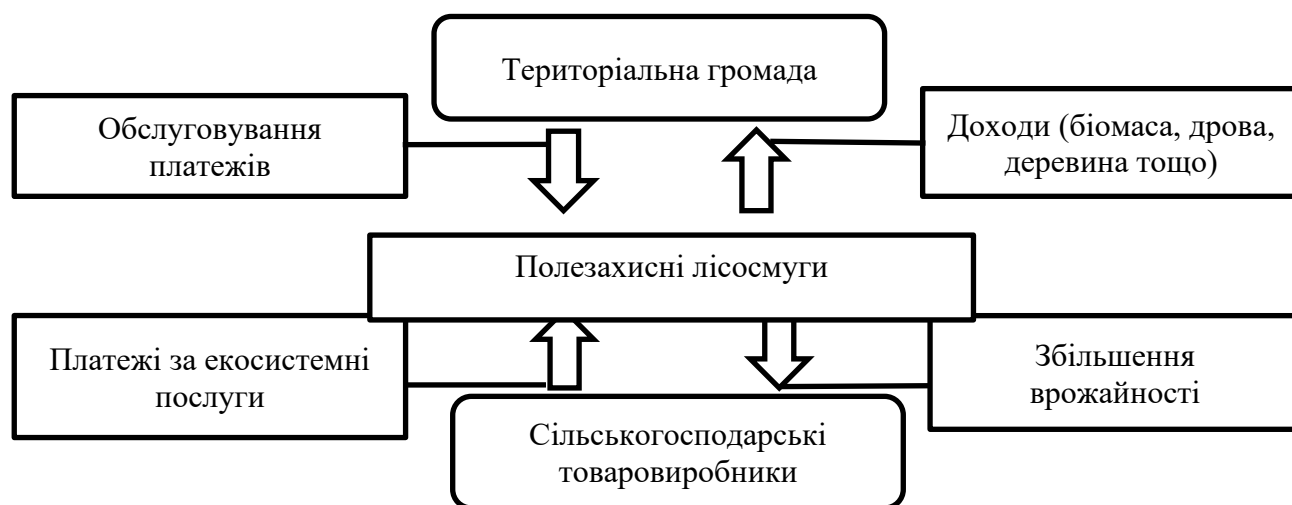 Територіальна громада
Обслуговування
платежів
Доходи (біомаса, дрова,
деревина тощо)
Полезахисні лісосмуги
Платежі за екосистемні
послуги
Збільшення
врожайності
Сільськогосподарські
товаровиробники